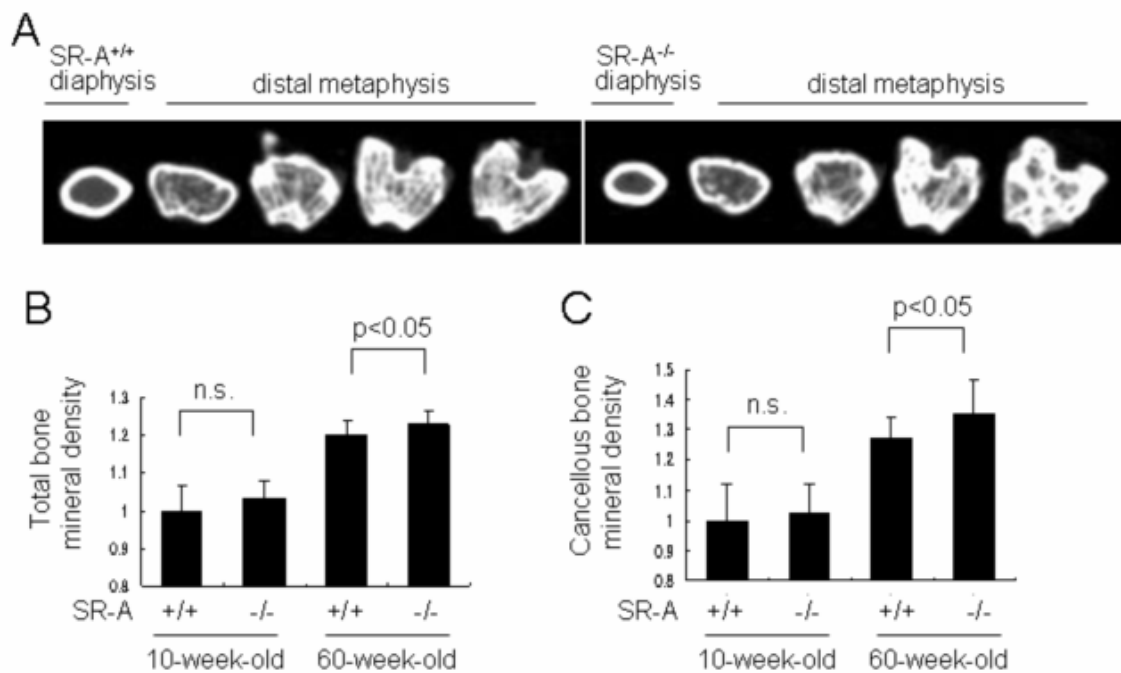 A
SR-A+/+
diaphysis
distal metaphysis
SR-A-/-
diaphysis
distal metaphysis
B
p<0.05
n.s.
Total bone
mineral density
1.3
1.2
1.1
1
0.9
0.8
SR-A +/+ -/- +/+ -/-
10-week-old 60-week-old
C
p<0.05
n.s.
Cancellous bone
mineral density
1.5
1.4
1.3
1.2
1.1
1
0.9
0.8
SR-A +/+ -/- +/+ -/-
10-week-old 60-week-old